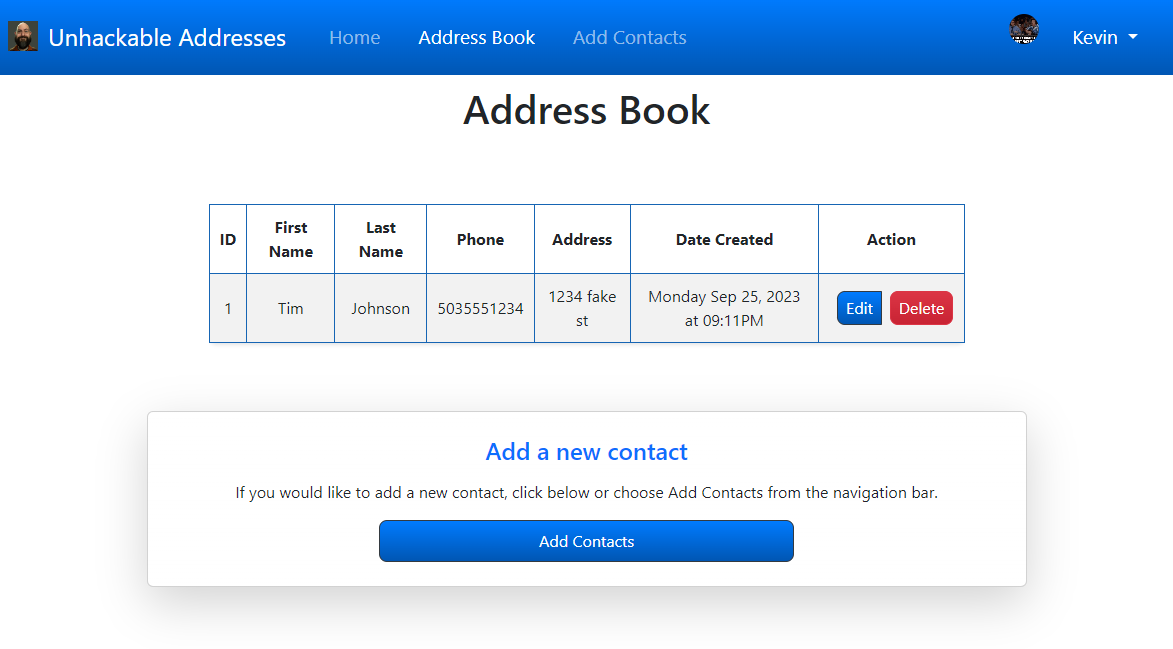 Unhackable Addresses Home Address Book Add Contacts Kevin
Address Book
ID First Name Last Name Phone Address Date Created Action
1 Tim Johnson 5035551234 1234 fake st Monday Sep 25, 2023 at 09:11PM Edit Delete
Add a new contact
If you would like to add a new contact, click below or choose Add Contacts from the navigation bar.
Add Contacts